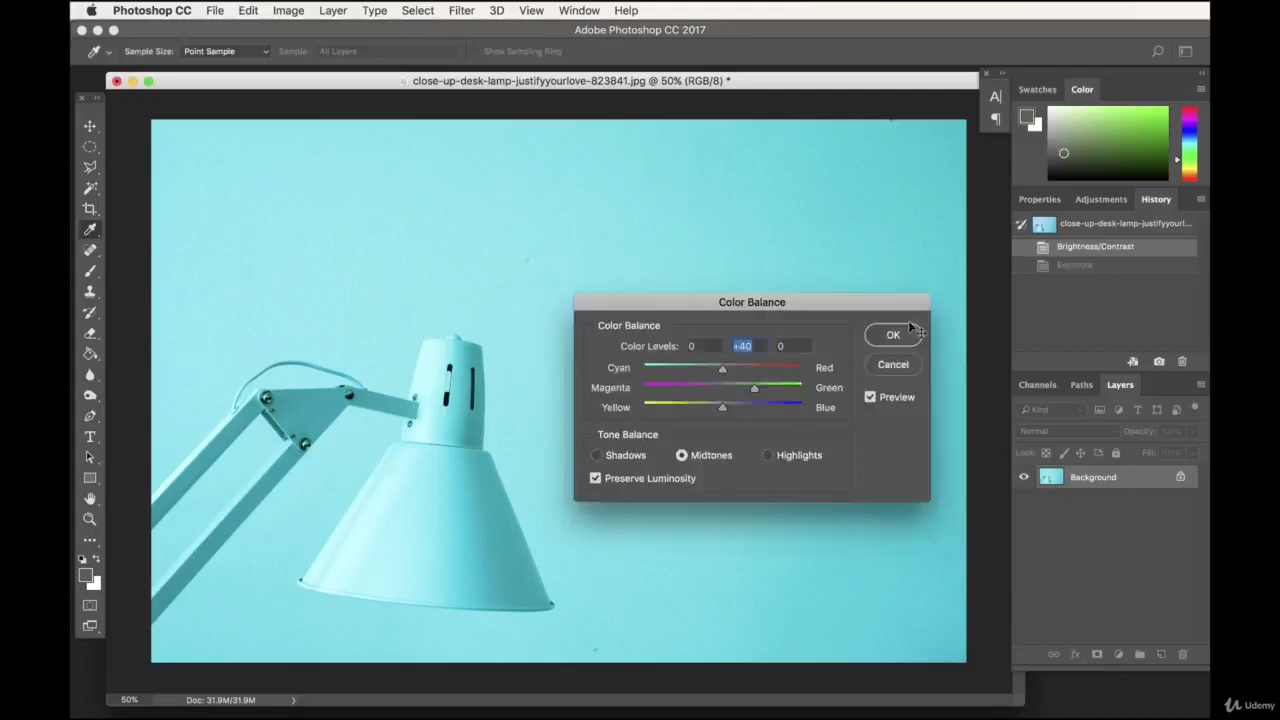 Photoshop CC File Edit Image Layer Type Select Filter 3D View Window Help
Adobe Photoshop CC 2017
Sample Size: Point Sample Sample: All Layers Show Sampling Ring
close-up-desk-lamp-justifyyourlove-823841.jpg @ 50% (RGB/8) *
Swatches Color
A|
Properties Adjustments History
close-up-desk-lamp-justifyyourl...
Brightness/Contrast
Exposure
Color Balance
Color Balance
Color Levels: 0 +40 0
OK
Cyan Red
Cancel
Magenta Green
Preview
Yellow Blue
Tone Balance
Shadows Midtones Highlights
Preserve Luminosity
Channels Paths Layers
Kind
Normal Opacity: 100%
Lock: Fill: 100%
Background
50% Doc: 31.9M/31.9M
Udemy